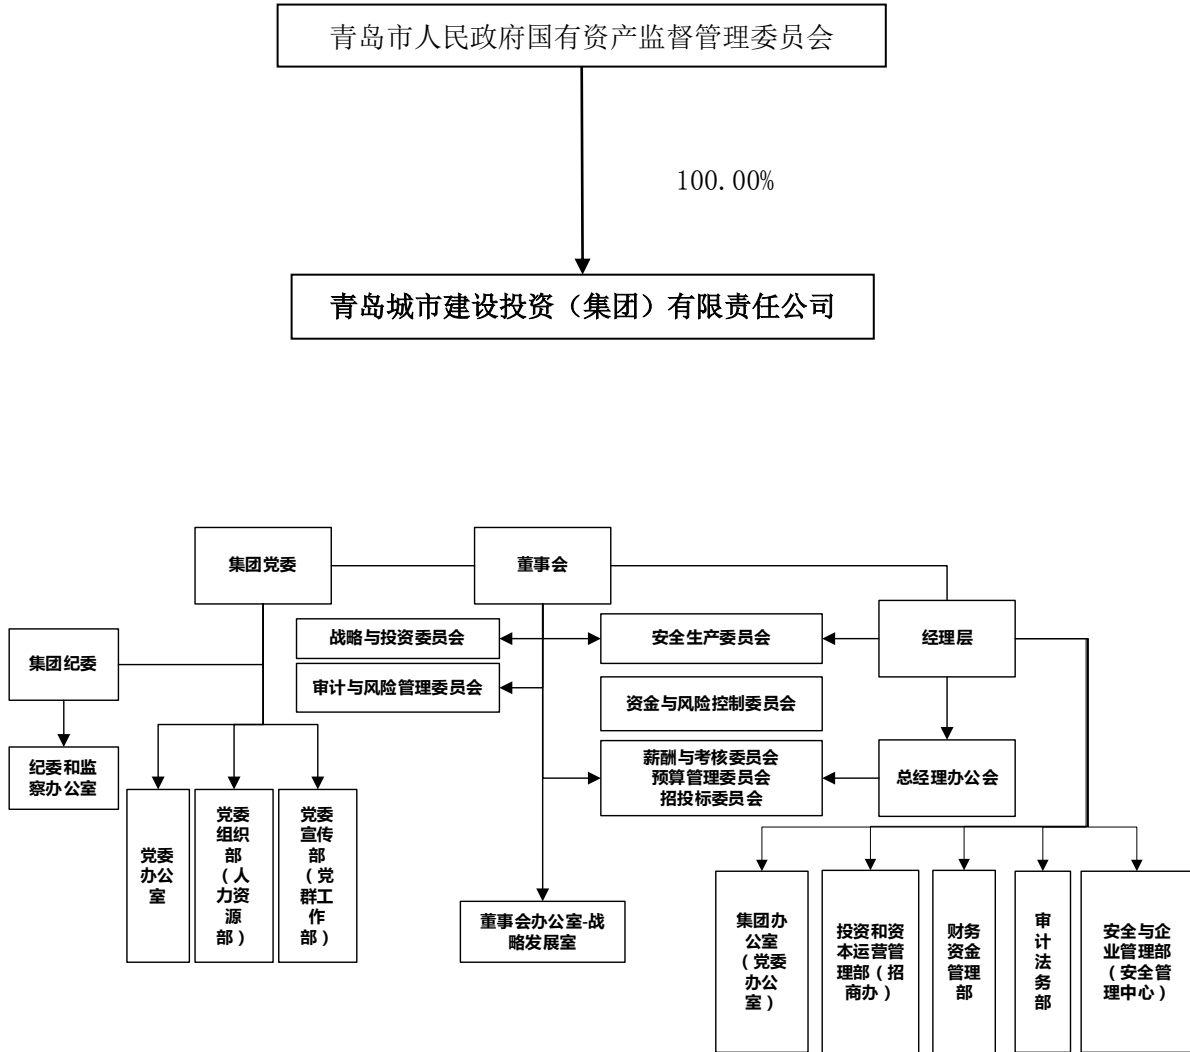 青岛市人民政府国有资产监督管理委员会
100.00%
青岛城市建设投资（集团）有限责任公司
集团党委
董事会
战略与投资委员会
安全生产委员会
经理层
集团纪委
审计与风险管理委员会
资金与风险控制委员会
纪委和监
察办公室
薪酬与考核委员会
预算管理委员会
招投标委员会
总经理办公会
党委
办公
室
党委
组织
部
（人
力资
源
部）
党委
宣传
部
（党
群工
作
部）
董事会办公室-战
略发展室
集团办
公室
（党委
办公
室）
投资和资
本运营管
理部（招
商办）
财务
资金
管理
部
审
计
法
务
部
安全与企
业管理部
（安全管
理中心）